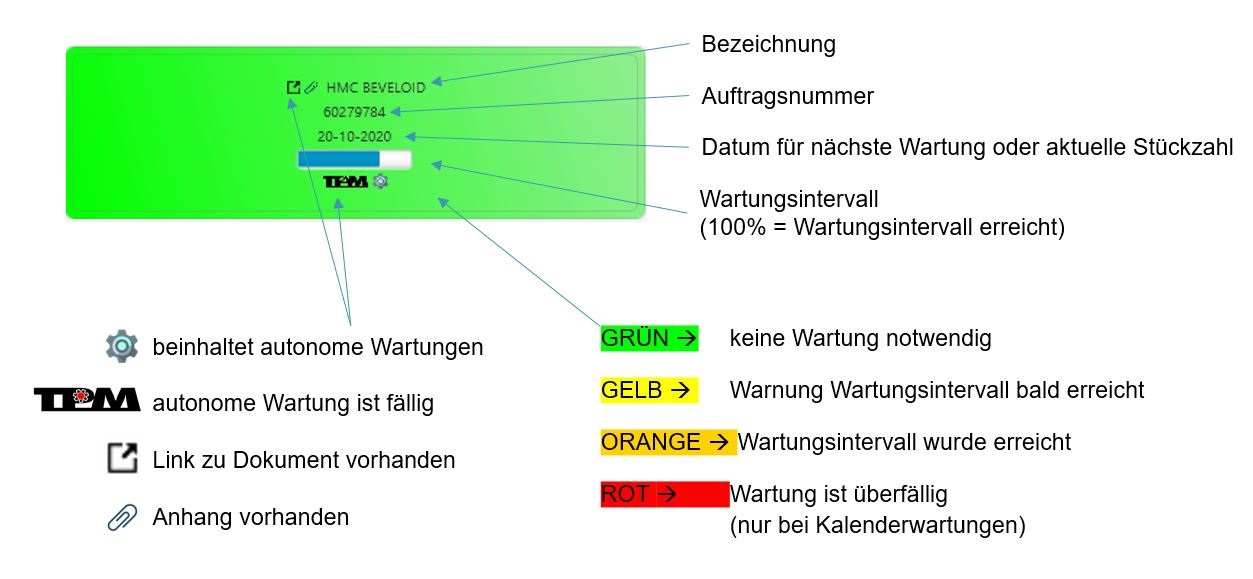 Bezeichnung
HMC BEVELOID
Auftragsnummer
60279784
Datum für nächste Wartung oder aktuelle Stückzahl
20-10-2020
Wartungsintervall
(100% = Wartungsintervall erreicht)
TPM
beinhaltet autonome Wartungen
TPM autonome Wartung ist fällig
Link zu Dokument vorhanden
Anhang vorhanden
GRÜN → keine Wartung notwendig
GELB → Warnung Wartungsintervall bald erreicht
ORANGE → Wartungsintervall wurde erreicht
ROT → Wartung ist überfällig
(nur bei Kalenderwartungen)